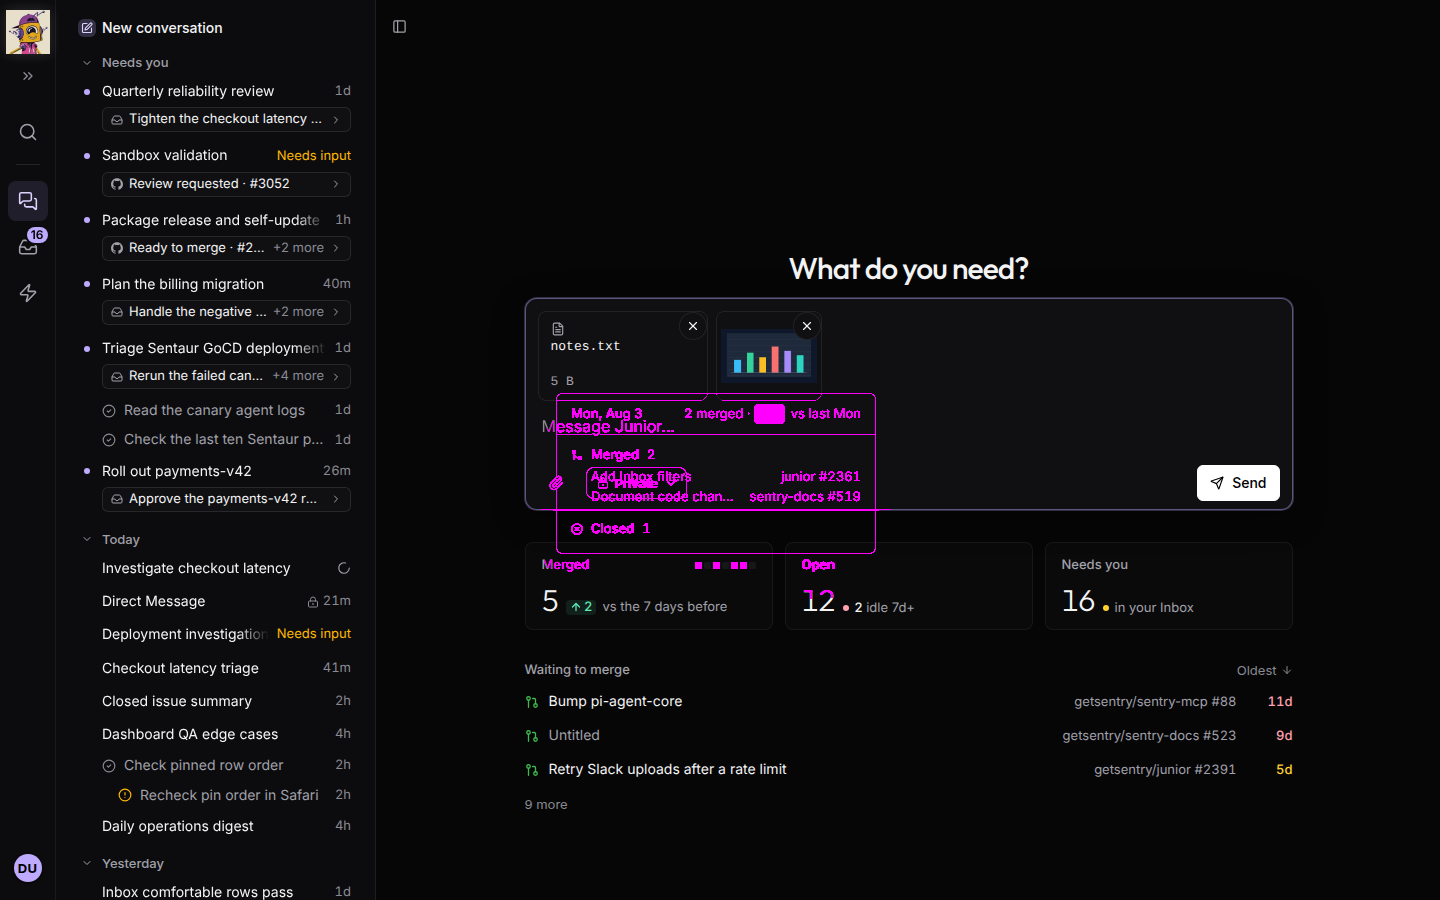 New conversation
Needs you
Quarterly reliability review 1d
Tighten the checkout latency ...
Sandbox validation Needs input
Review requested · #3052
Package release and self-update 1h
Ready to merge · #2... +2 more
Plan the billing migration 40m
Handle the negative ... +2 more
Triage Sentaur GoCD deployment 1d
Rerun the failed can... +4 more
Read the canary agent logs 1d
Check the last ten Sentaur p... 1d
Roll out payments-v42 26m
Approve the payments-v42 r...
Today
Investigate checkout latency
Direct Message 21m
Deployment investigation Needs input
Checkout latency triage 41m
Closed issue summary 2h
Dashboard QA edge cases 4h
Check pinned row order 2h
Recheck pin order in Safari 2h
Daily operations digest 4h
Yesterday
Inbox comfortable rows pass 1d
16
DU
What do you need?
notes.txt
5 B
Mon, Aug 3 2 merged · vs last Mon
Message Junior...
Merged 2
Add Inbox filters junior #2361
Private
Document code chan... sentry-docs #519
Closed 1
Send
Merged
5 2 vs the 7 days before
Open
12 2 idle 7d+
Needs you
16 in your Inbox
Waiting to merge Oldest
Bump pi-agent-core getsentry/sentry-mcp #88 11d
Untitled getsentry/sentry-docs #523 9d
Retry Slack uploads after a rate limit getsentry/junior #2391 5d
9 more